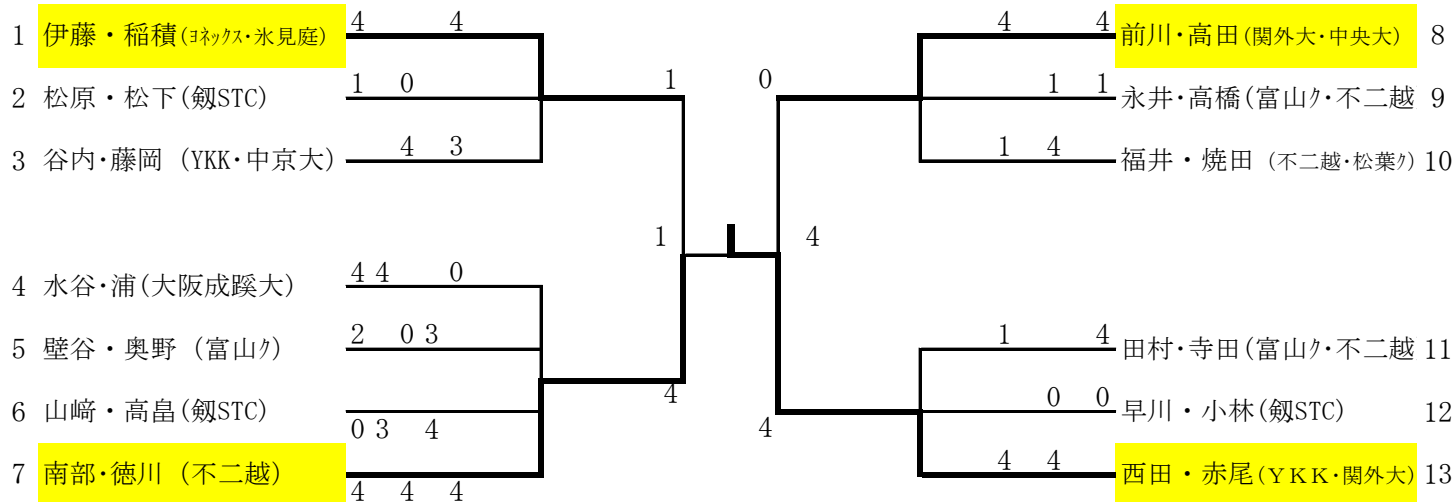 1 伊藤・稲積(ﾖﾈｯｸｽ・氷見庭) 4 4
2 松原・松下(剱STC) 1 0
3 谷内・藤岡 (YKK・中京大) 4 3
1
1
4 水谷・浦(大阪成蹊大) 4 4 0
5 壁谷・奥野 (富山ｸ) 2 0 3
6 山﨑・高畠(剱STC) 0 3 4
7 南部・徳川 (不二越) 4 4 4
4
4 4 前川・高田(関外大・中央大) 8
1 1 永井・高橋(富山ｸ・不二越 9
1 4 福井・焼田 (不二越・松葉ｸ) 10
0
4
1 4 田村・寺田(富山ｸ・不二越 11
0 0 早川・小林(剱STC) 12
4 4 西田・赤尾(ＹＫＫ・関外大) 13
4